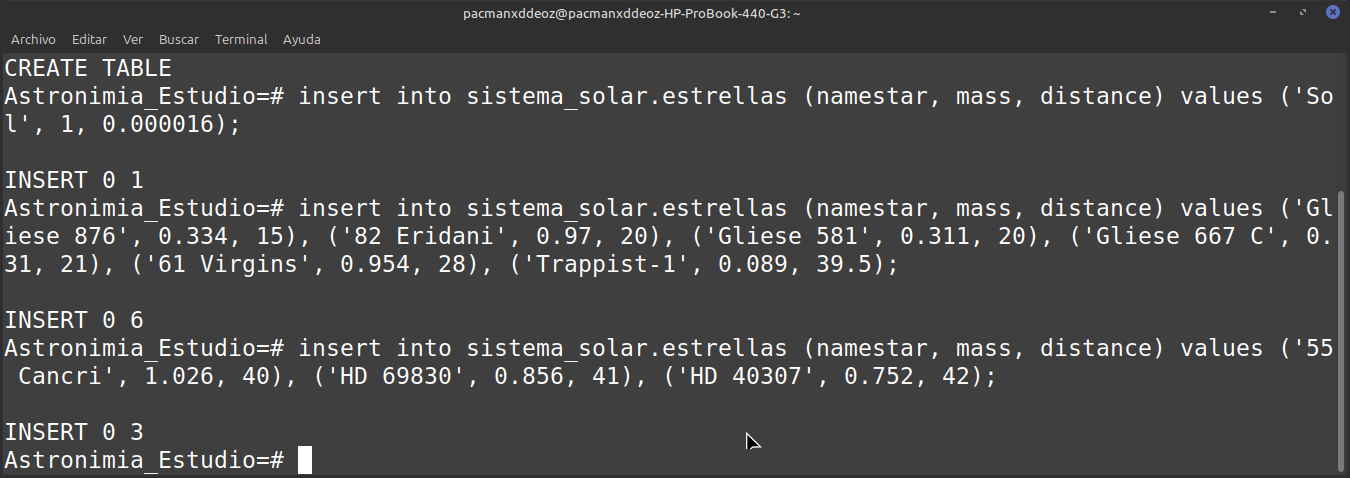 pacmanxddeoz@pacmanxddeoz-HP-ProBook-440-G3: ~
Archivo Editar Ver Buscar Terminal Ayuda
CREATE TABLE
Astronimia_Estudio=# insert into sistema_solar.estrellas (namestar, mass, distance) values ('So
l', 1, 0.000016);
INSERT 0 1
Astronimia_Estudio=# insert into sistema_solar.estrellas (namestar, mass, distance) values ('Gl
iese 876', 0.334, 15), ('82 Eridani', 0.97, 20), ('Gliese 581', 0.311, 20), ('Gliese 667 C', 0.
31, 21), ('61 Virgins', 0.954, 28), ('Trappist-1', 0.089, 39.5);
INSERT 0 6
Astronimia_Estudio=# insert into sistema_solar.estrellas (namestar, mass, distance) values ('55
 Cancri', 1.026, 40), ('HD 69830', 0.856, 41), ('HD 40307', 0.752, 42);
INSERT 0 3
Astronimia_Estudio=#